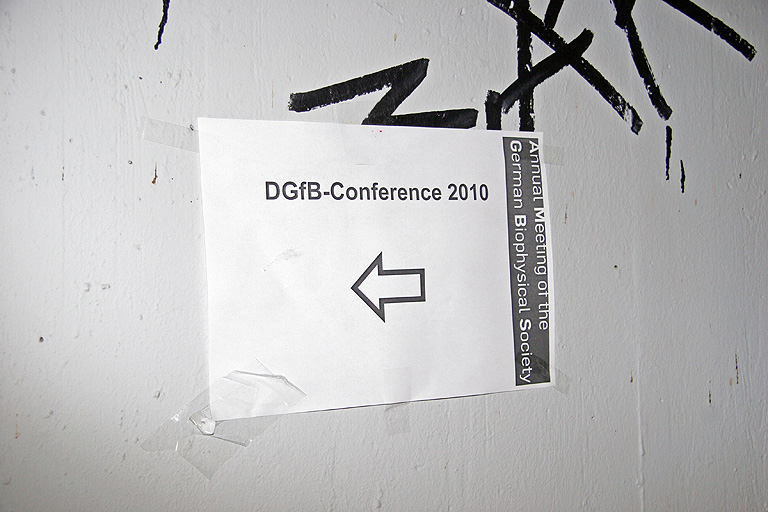 DGfB-Conference 2010
Annual Meeting of the
German Biophysical Society